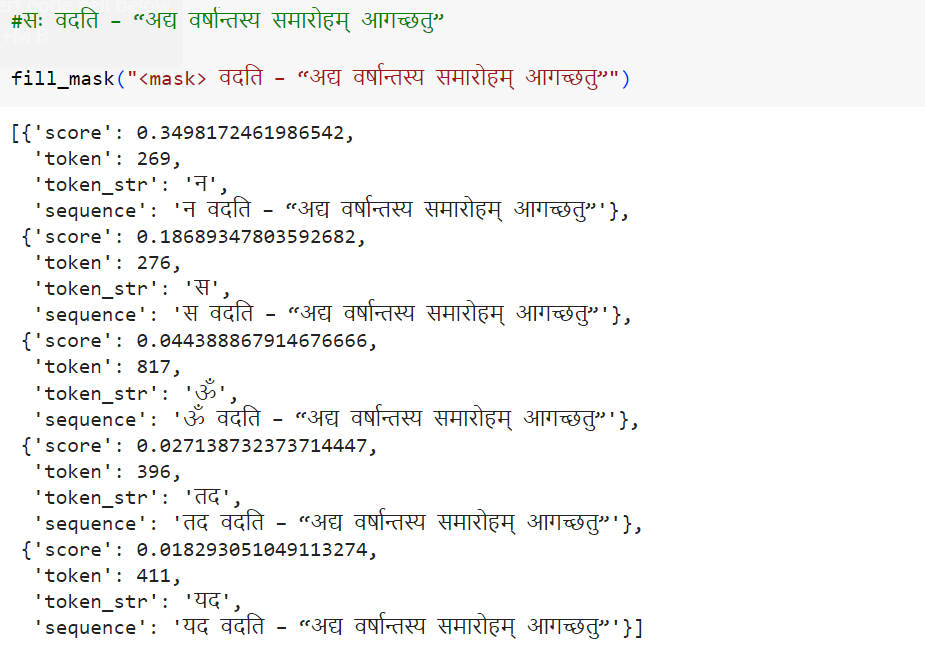 #सः वदति – “अद्य वर्षान्तस्य समारोहम् आगच्छतु”
fill_mask("<mask> वदति – “अद्य वर्षान्तस्य समारोहम् आगच्छतु”")
[{'score': 0.3498172461986542,
'token': 269,
'token_str': 'न',
'sequence': 'न वदति – “अद्य वर्षान्तस्य समारोहम् आगच्छतु”'},
{'score': 0.18689347803592682,
'token': 276,
'token_str': 'स',
'sequence': 'स वदति – “अद्य वर्षान्तस्य समारोहम् आगच्छतु”'},
{'score': 0.044388867914676666,
'token': 817,
'token_str': 'ॐ',
'sequence': 'ॐ वदति – “अद्य वर्षान्तस्य समारोहम् आगच्छतु”'},
{'score': 0.027138732373714447,
'token': 396,
'token_str': 'तद',
'sequence': 'तद वदति – “अद्य वर्षान्तस्य समारोहम् आगच्छतु”'},
{'score': 0.018293051049113274,
'token': 411,
'token_str': 'यद',
'sequence': 'यद वदति – “अद्य वर्षान्तस्य समारोहम् आगच्छतु”'}]